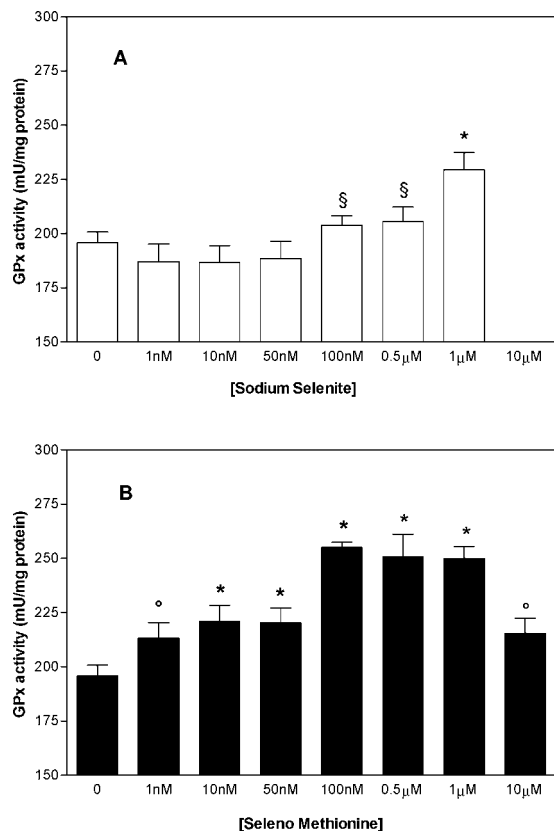 A
300
275
250
225
200
175
150
GPx activity (mU/mg protein)
§
§
*
0 1nM 10nM 50nM 100nM 0.5µM 1µM 10µM
[Sodium Selenite]
B
300
275
250
225
200
175
150
GPx activity (mU/mg protein)
° * * * * * °
0 1nM 10nM 50nM 100nM 0.5µM 1µM 10µM
[Seleno Methionine]